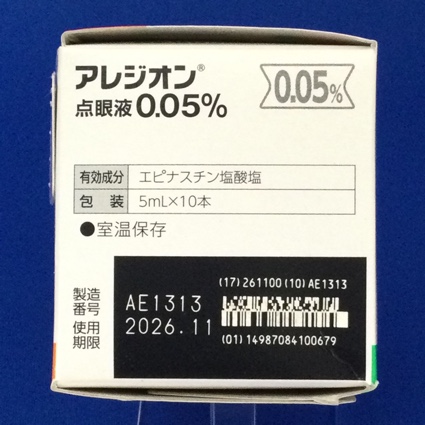 アレジオン®
点眼液0.05%
0.05%
有効成分 エピナスチン塩酸塩
包装 5mL×10本
●室温保存
(17)261100(10)AE1313
製造番号 AE1313
使用期限 2026.11
(01)14987084100679